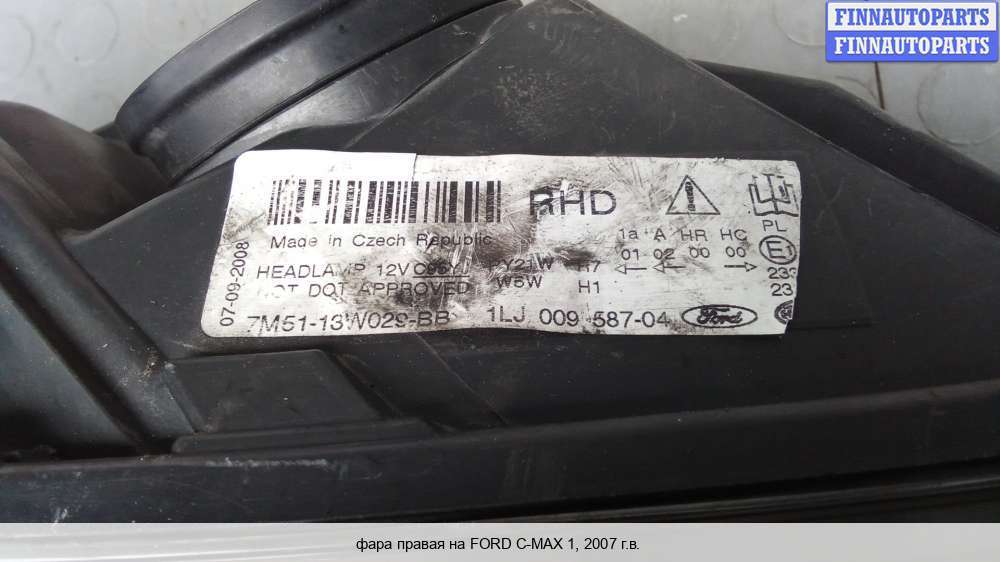 FINNAUTOPARTS
FINNAUTOPARTS
RHD
Made in Czech Republic
1a A HR HC PL
HEADLAMP 12V Y21W H7 01 02 00 00 E1
NOT DOT APPROVED W5W H1
7M51-13W029-BB 1LJ 009 587-04 Ford
07-09-2008
фара правая на FORD C-MAX 1, 2007 г.в.